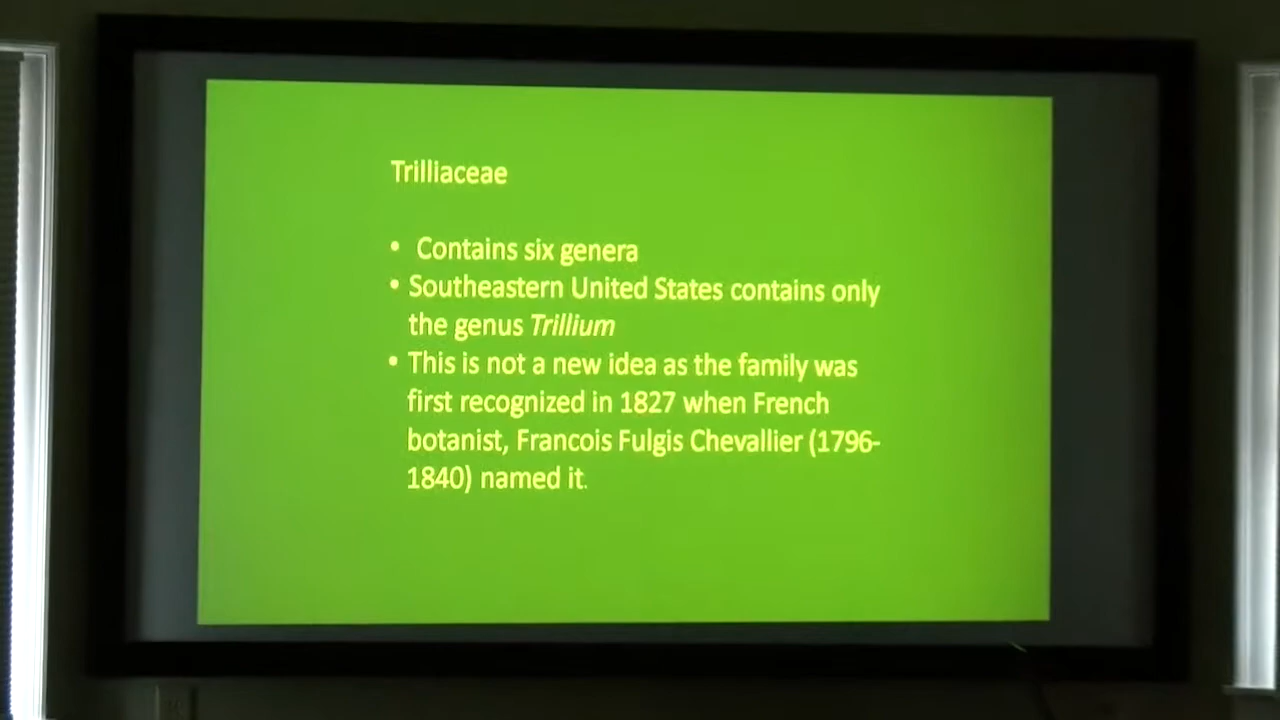 Trilliaceae
• Contains six genera
• Southeastern United States contains only
the genus Trillium
• This is not a new idea as the family was
first recognized in 1827 when French
botanist, Francois Fulgis Chevallier (1796-
1840) named it.